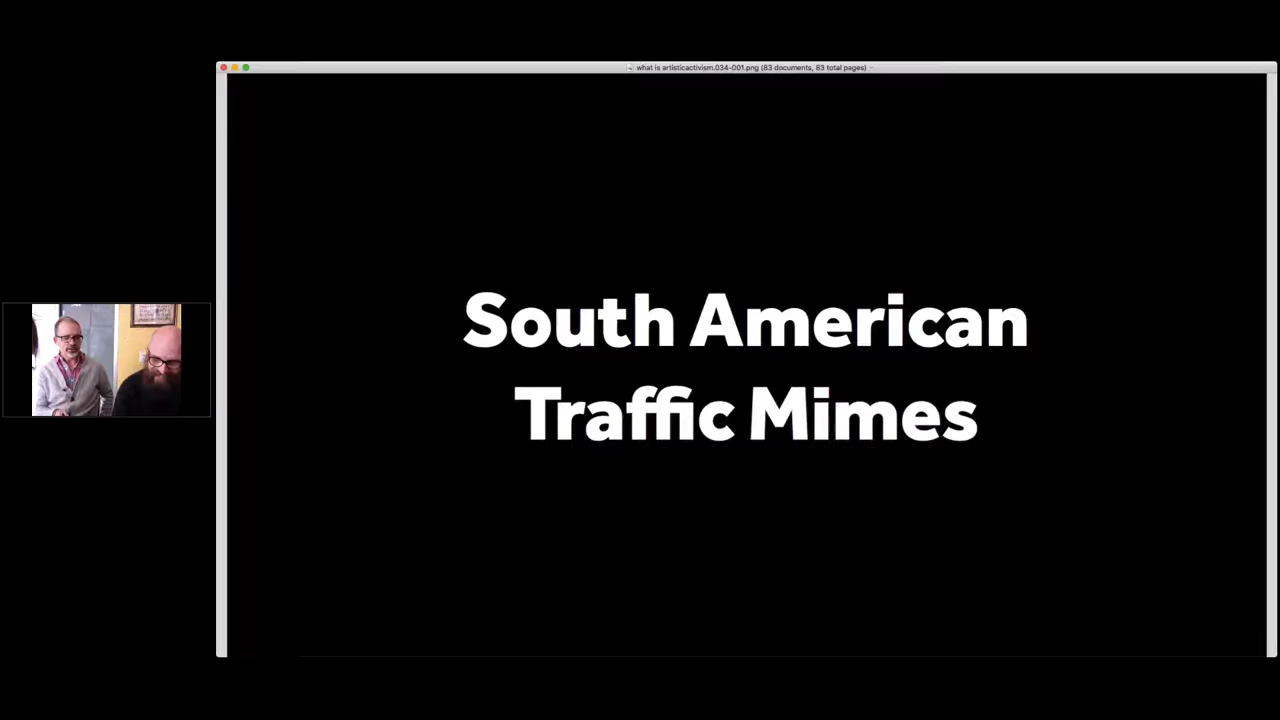 what is artisticactivism.034-001.png (83 documents, 83 total pages)
South American
Traffic Mimes